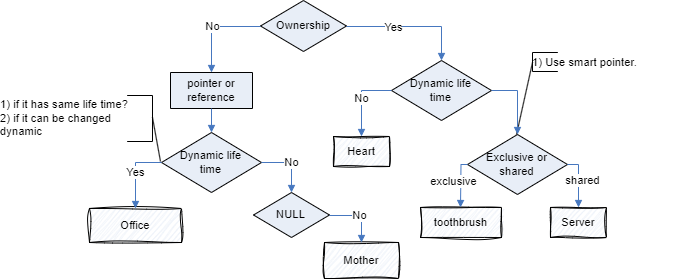 Ownership
No
Yes
1) Use smart pointer.
pointer or
reference
Dynamic life
time
No
1) if it has same life time?
2) if it can be changed
dynamic
Heart
Dynamic life
time
Yes
No
Exclusive or
shared
exclusive
shared
Office
NULL
No
toothbrush
Server
Mother